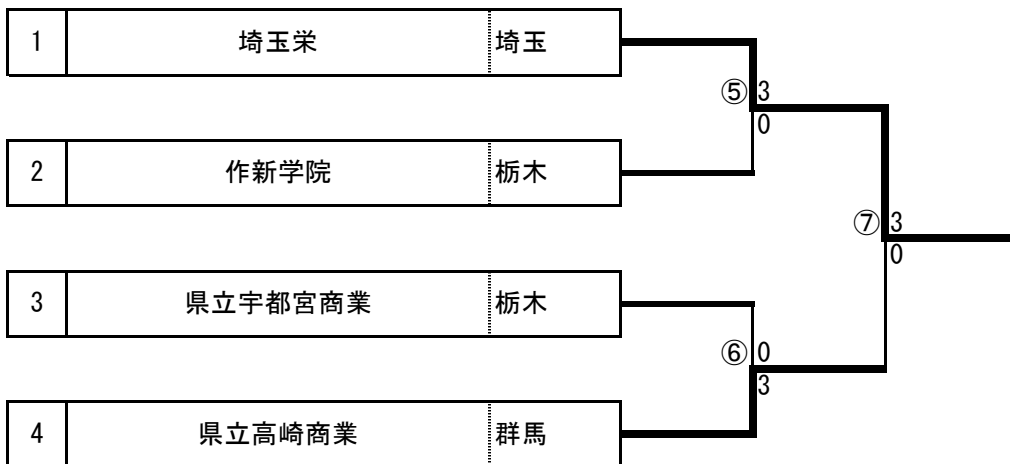 1 埼玉栄 埼玉
⑤ 3
0
2 作新学院 栃木
⑦ 3
0
3 県立宇都宮商業 栃木
⑥ 0
3
4 県立高崎商業 群馬